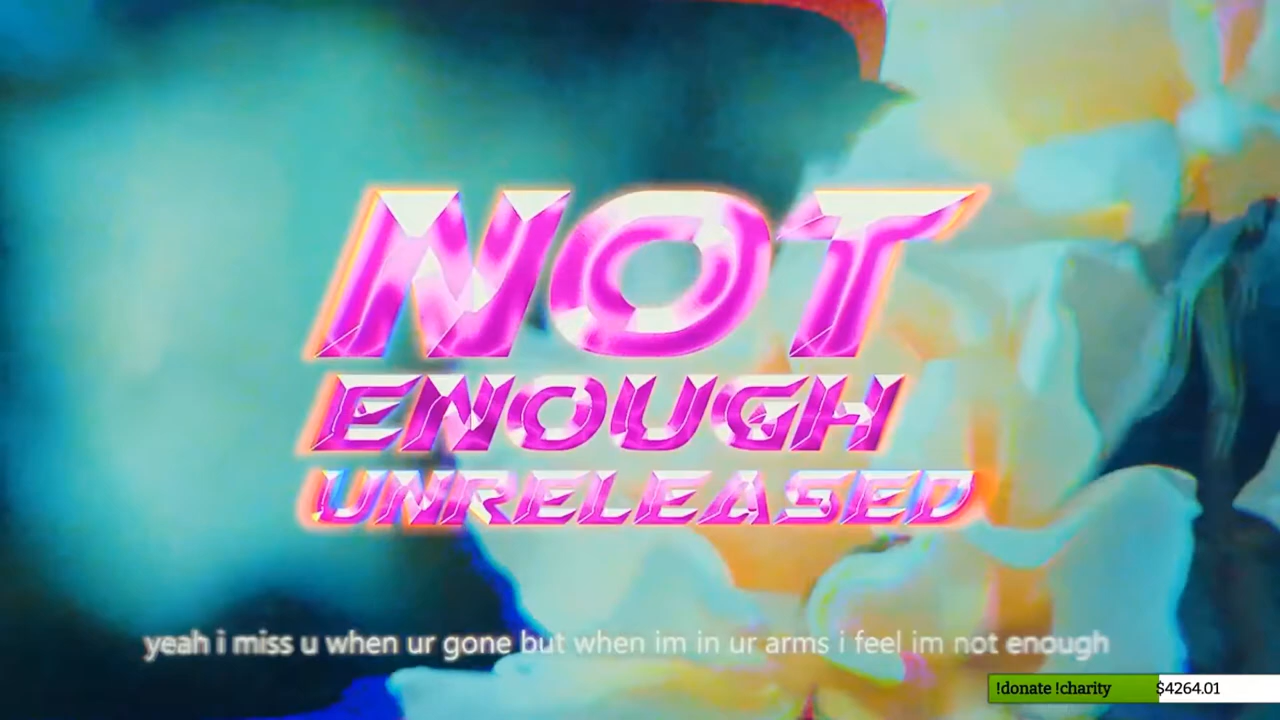 NOT
ENOUGH
UNRELEASED
yeah i miss u when ur gone but when im in ur arms i feel im not enough
!donate !charity $4264.01